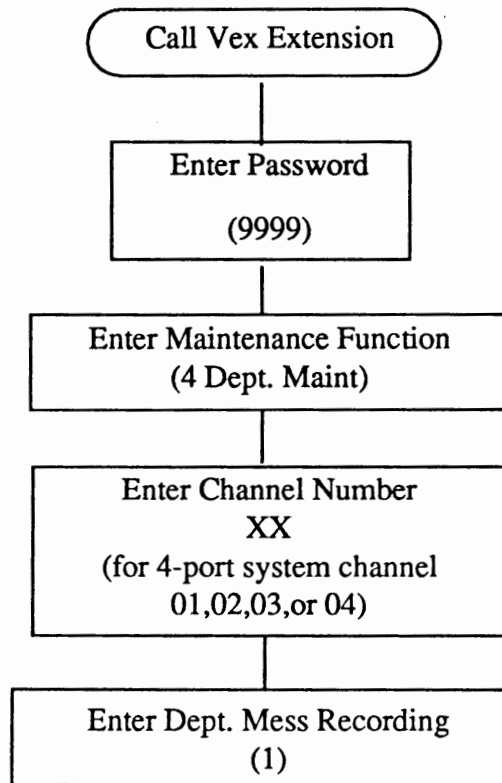 Call Vex Extension
Enter Password
(9999)
Enter Maintenance Function
(4 Dept. Maint)
Enter Channel Number
XX
(for 4-port system channel
01,02,03,or 04)
Enter Dept. Mess Recording
(1)